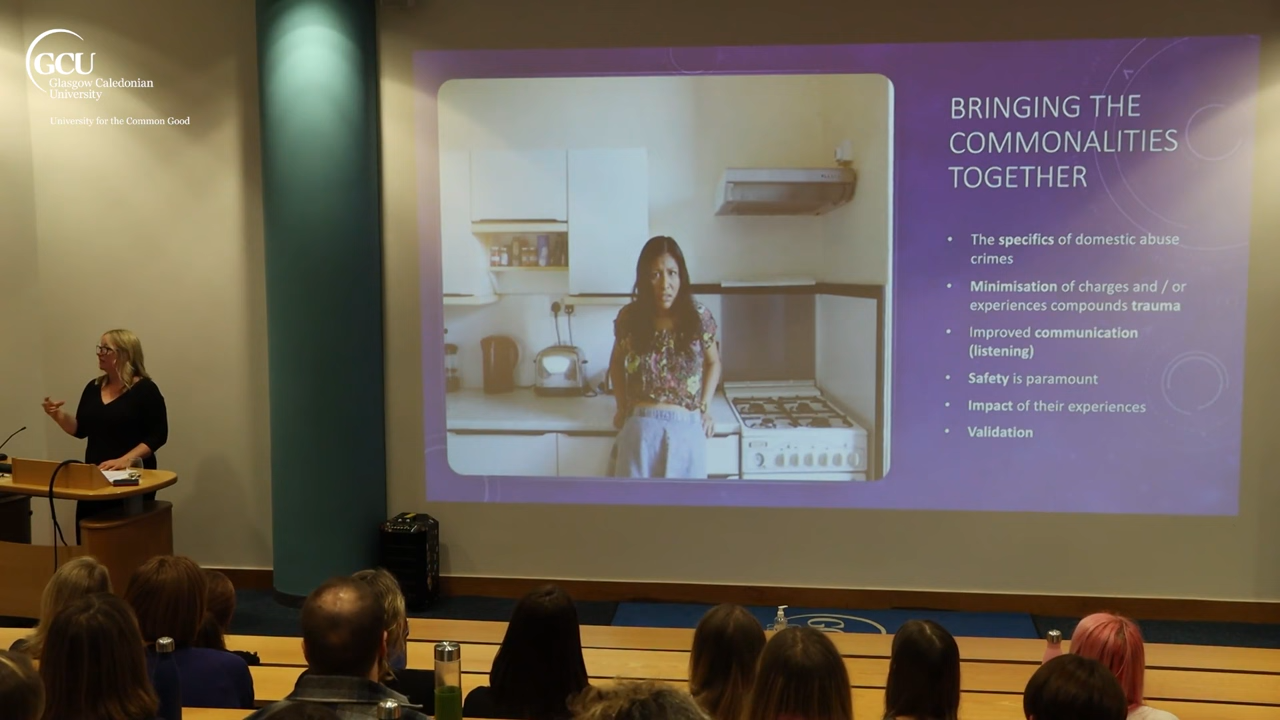 GCU
Glasgow Caledonian
University
University for the Common Good
BRINGING THE
COMMONALITIES
TOGETHER
• The specifics of domestic abuse
crimes
• Minimisation of charges and / or
experiences compounds trauma
• Improved communication
(listening)
• Safety is paramount
• Impact of their experiences
• Validation